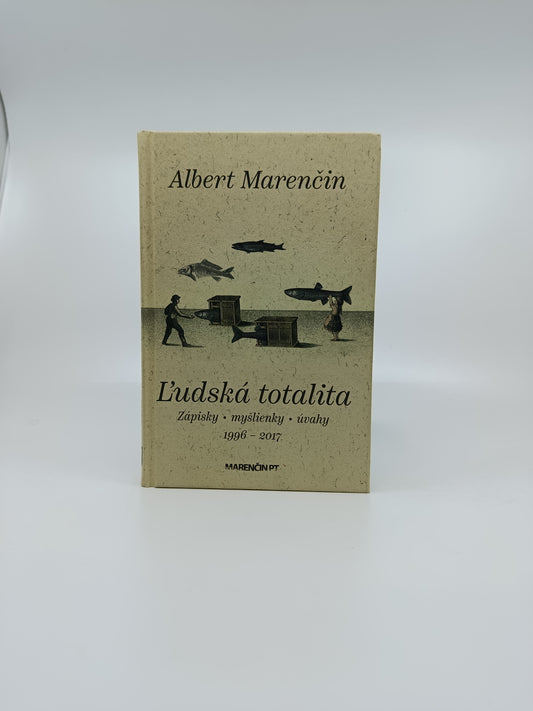 Albert Marenčin
Ľudská totalita
Zápisky • myšlienky • úvahy
1996 – 2017
MARENČIN PT